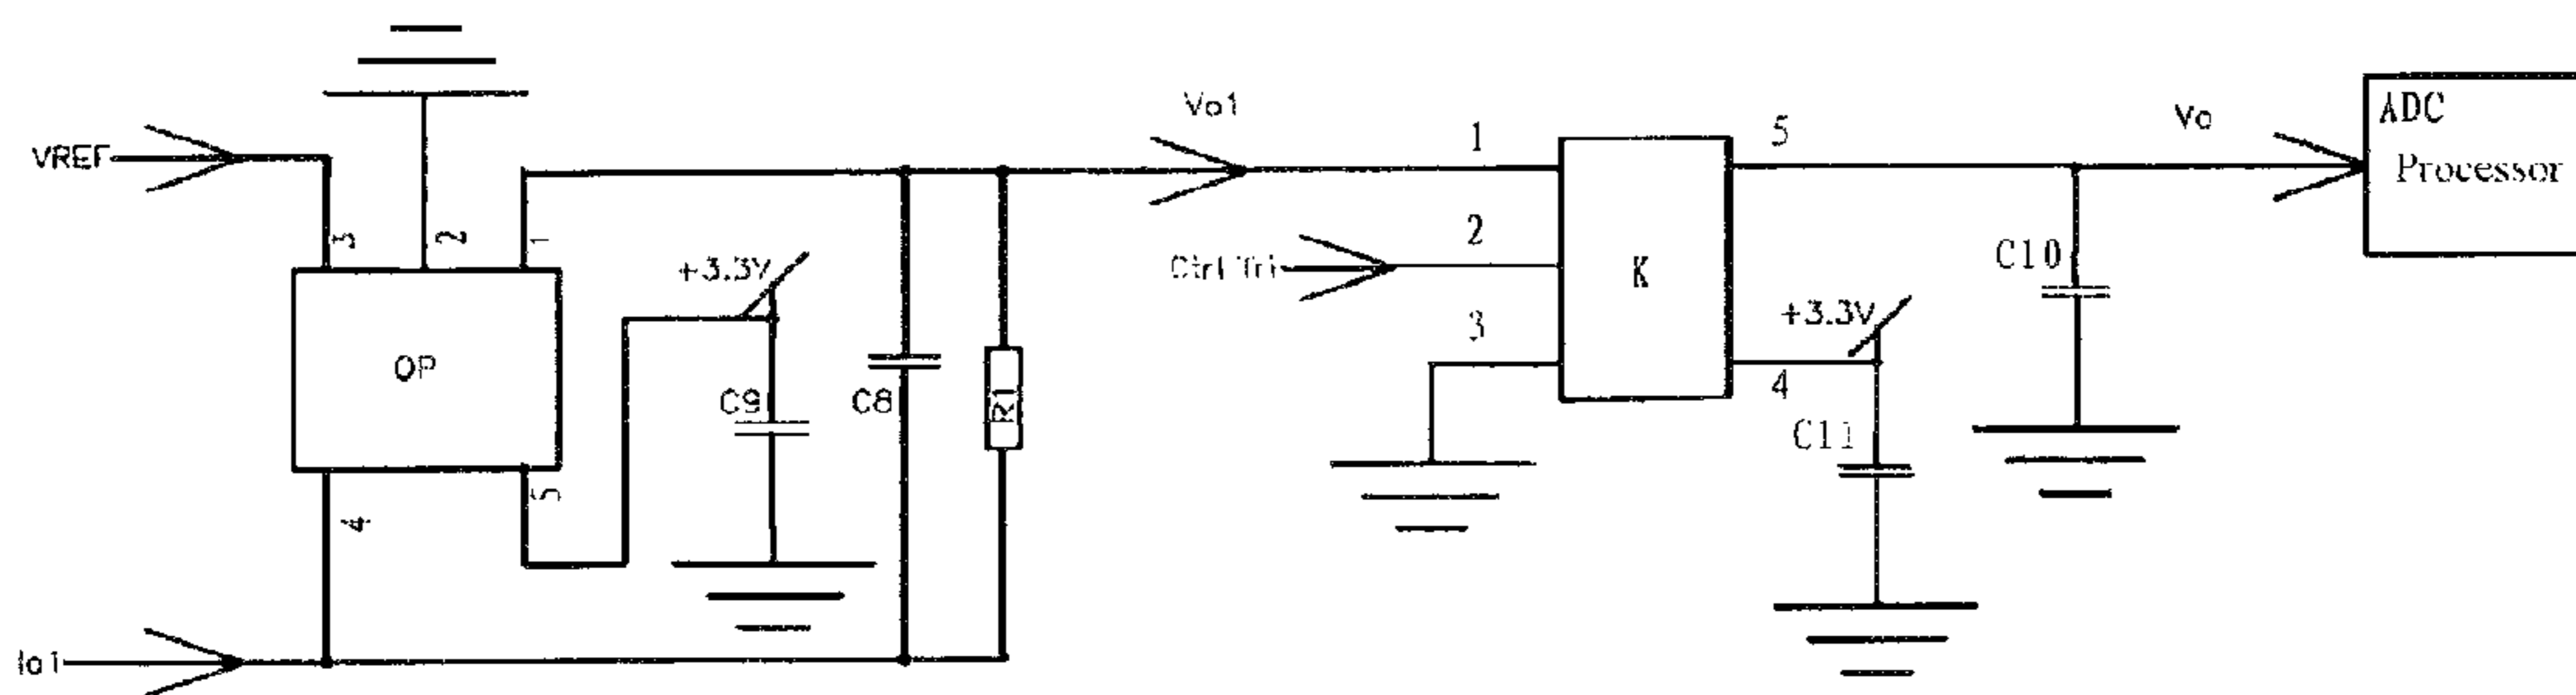 VREF
3
2
1
OP
4
5
+3.3V
C9
C8
R1
Io1
Vo1
1
2
3
K
5
4
+3.3V
C11
C10
Vo
ADC
Processor